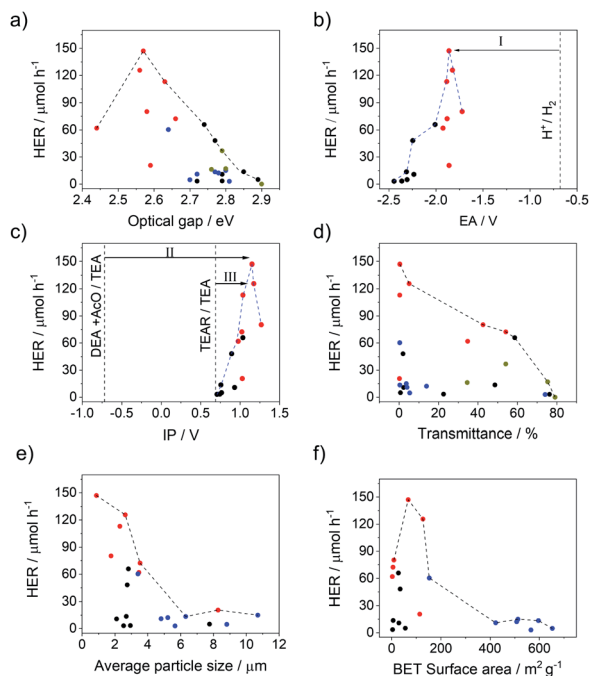 a)
HER / μmol h⁻¹
150
120
90
60
30
0
2.4 2.5 2.6 2.7 2.8 2.9 3.0
Optical gap / eV
b)
HER / μmol h⁻¹
150
120
90
60
30
0
I
H⁺/ H₂
-2.5 -2.0 -1.5 -1.0 -0.5
EA / V
c)
HER / μmol h⁻¹
150
120
90
60
30
0
II
III
DEA +AcO / TEA
TEAR / TEA
-1.0 -0.5 0.0 0.5 1.0 1.5
IP / V
d)
HER / μmol h⁻¹
150
120
90
60
30
0
0 20 40 60 80
Transmittance / %
e)
HER / μmol h⁻¹
180
150
120
90
60
30
0
0 2 4 6 8 10 12
Average particle size / μm
f)
HER / μmol h⁻¹
180
150
120
90
60
30
0
0 200 400 600
BET Surface area / m² g⁻¹